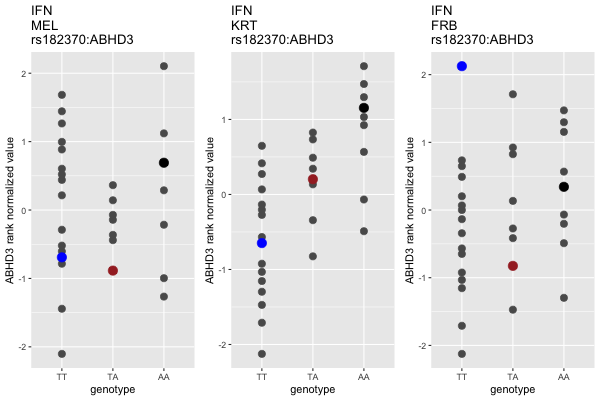 IFN
MEL
rs182370:ABHD3
ABHD3 rank normalized value
2
1
0
-1
-2
TT TA AA
genotype
IFN
KRT
rs182370:ABHD3
ABHD3 rank normalized value
1
0
-1
-2
TT TA AA
genotype
IFN
FRB
rs182370:ABHD3
ABHD3 rank normalized value
2
1
0
-1
-2
TT TA AA
genotype